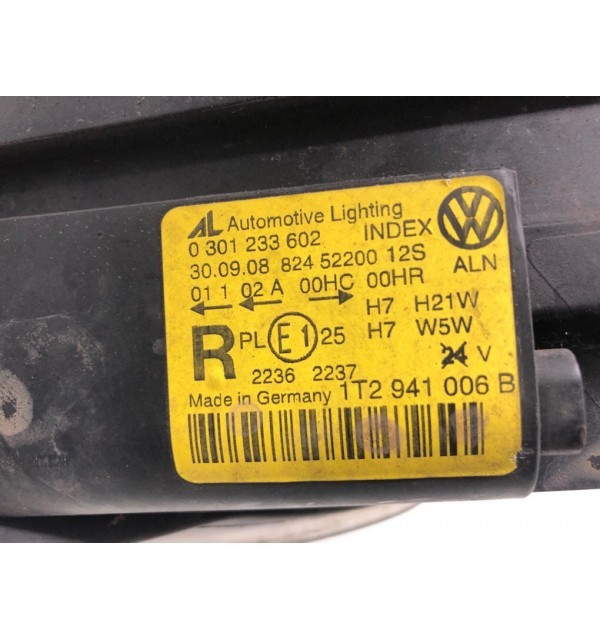 AL Automotive Lighting
0 301 233 602 INDEX
30.09.08 824 52200 12S
ALN
01 1 02 A 00HC 00HR
← ← →
H7 H21W
R PL E1 25 H7 W5W
24 V
2236 2237
Made in Germany 1T2 941 006 B